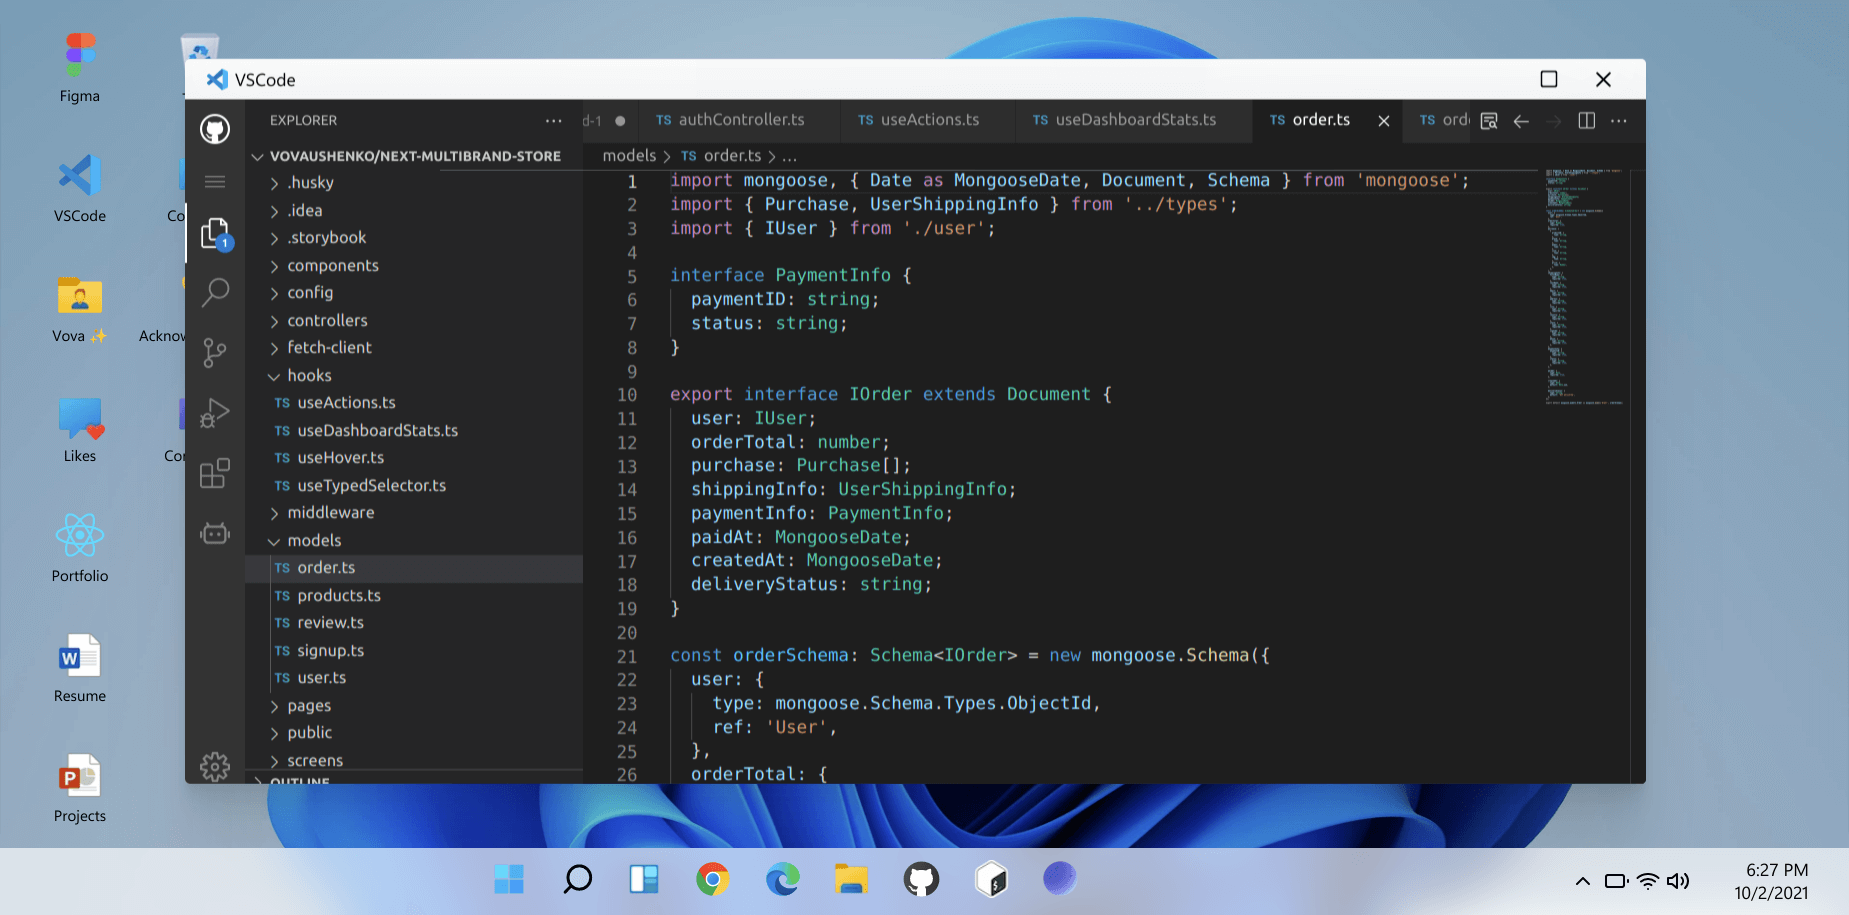 Figma
VSCode
Vova ✨
Acknow
Likes
Portfolio
Resume
Projects
VSCode
EXPLORER
VOVAUSHENKO/NEXT-MULTIBRAND-STORE
.husky
.idea
.storybook
components
config
controllers
fetch-client
hooks
TS useActions.ts
TS useDashboardStats.ts
TS useHover.ts
TS useTypedSelector.ts
middleware
models
TS order.ts
TS products.ts
TS review.ts
TS signup.ts
TS user.ts
pages
public
screens
OUTLINE
1
d-1 ● TS authController.ts TS useActions.ts TS useDashboardStats.ts TS order.ts TS ord
models > TS order.ts > ...
1 import mongoose, { Date as MongooseDate, Document, Schema } from 'mongoose';
2 import { Purchase, UserShippingInfo } from '../types';
3 import { IUser } from './user';
4
5 interface PaymentInfo {
6 paymentID: string;
7 status: string;
8 }
9
10 export interface IOrder extends Document {
11 user: IUser;
12 orderTotal: number;
13 purchase: Purchase[];
14 shippingInfo: UserShippingInfo;
15 paymentInfo: PaymentInfo;
16 paidAt: MongooseDate;
17 createdAt: MongooseDate;
18 deliveryStatus: string;
19 }
20
21 const orderSchema: Schema<IOrder> = new mongoose.Schema({
22 user: {
23 type: mongoose.Schema.Types.ObjectId,
24 ref: 'User',
25 },
26 orderTotal: {
6:27 PM
10/2/2021